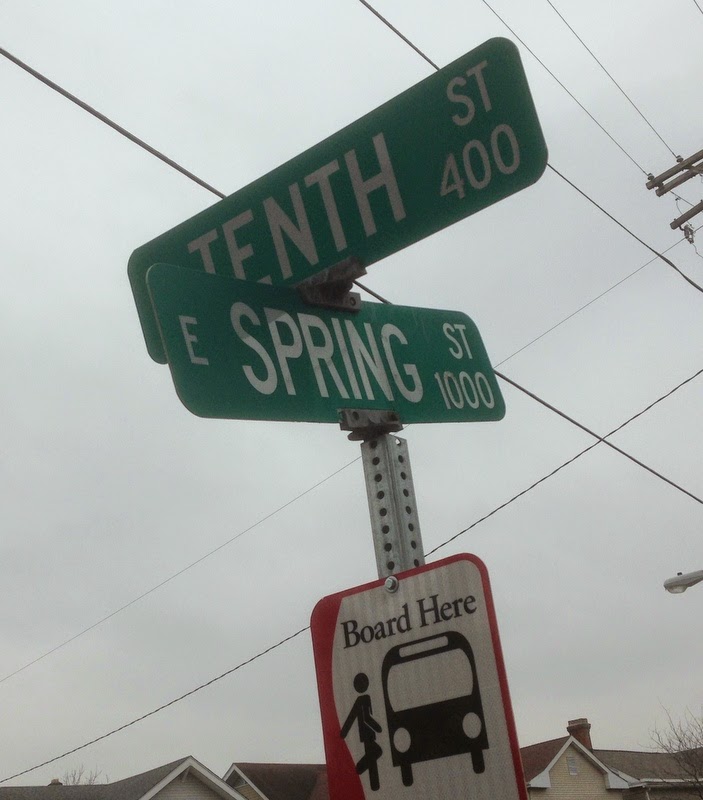 TENTH ST
400
E SPRING ST
1000
Board Here